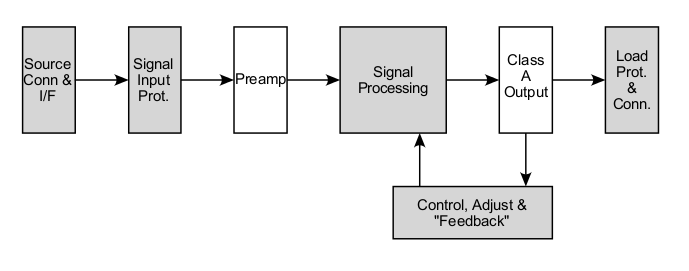 Source
Conn &
I/F
Signal
Input
Prot.
Preamp
Signal
Processing
Class
A
Output
Load
Prot.
&
Conn.
Control, Adjust &
"Feedback"